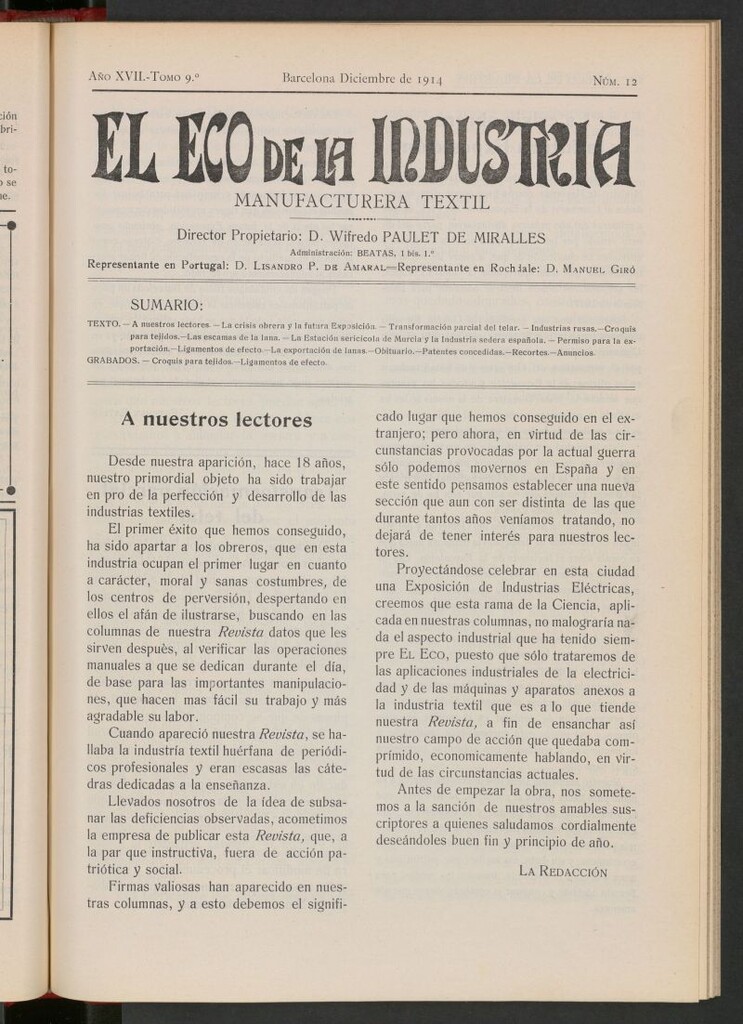 ción
bri-
to-
o se
ne.
AÑO XVII.-TOMO 9.º Barcelona Diciembre de 1914 NÚM. 12
EL ECO DE LA INDUSTRIA
MANUFACTURERA TEXTIL
Director Propietario: D. Wifredo PAULET DE MIRALLES
Administración: BEATAS, 1 bis. 1.º
Representante en Portugal: D. LISANDRO P. DE AMARAL—Representante en Rochdale: D. MANUEL GIRÓ
SUMARIO:
TEXTO. — A nuestros lectores. — La crisis obrera y la futura Exposición. — Transformación parcial del telar. — Industrias rusas.—Croquis
para tejidos.—Las escamas de la lana. — La Estación sericícola de Murcia y la Industria sedera española. — Permiso para la ex-
portación.—Ligamentos de efecto.—La exportación de lanas.—Obituario.—Patentes concedidas.—Recortes.—Anuncios.
GRABADOS. — Croquis para tejidos.—Ligamentos de efecto.
A nuestros lectores
Desde nuestra aparición, hace 18 años,
nuestro primordial objeto ha sido trabajar
en pro de la perfección y desarrollo de las
industrias textiles.
El primer éxito que hemos conseguido,
ha sido apartar a los obreros, que en esta
industria ocupan el primer lugar en cuanto
a carácter, moral y sanas costumbres, de
los centros de perversión, despertando en
ellos el afán de ilustrarse, buscando en las
columnas de nuestra Revista datos que les
sirven después, al verificar las operaciones
manuales a que se dedican durante el día,
de base para las importantes manipulacio-
nes, que hacen mas fácil su trabajo y más
agradable su labor.
Cuando apareció nuestra Revista, se ha-
llaba la industria textil huérfana de periódi-
cos profesionales y eran escasas las cáte-
dras dedicadas a la enseñanza.
Llevados nosotros de la idea de subsa-
nar las deficiencias observadas, acometimos
la empresa de publicar esta Revista, que, a
la par que instructiva, fuera de acción pa-
triótica y social.
Firmas valiosas han aparecido en nues-
tras columnas, y a esto debemos el signifi-
cado lugar que hemos conseguido en el ex-
tranjero; pero ahora, en virtud de las cir-
cunstancias provocadas por la actual guerra
sólo podemos movernos en España y en
este sentido pensamos establecer una nueva
sección que aun con ser distinta de las que
durante tantos años veníamos tratando, no
dejará de tener interés para nuestros lec-
tores.
Proyectándose celebrar en esta ciudad
una Exposición de Industrias Eléctricas,
creemos que esta rama de la Ciencia, apli-
cada en nuestras columnas, no malograría na-
da el aspecto industrial que ha tenido siem-
pre EL ECO, puesto que sólo trataremos de
las aplicaciones industriales de la electrici-
dad y de las máquinas y aparatos anexos a
la industria textil que es a lo que tiende
nuestra Revista, a fin de ensanchar así
nuestro campo de acción que quedaba com-
prímido, economicamente hablando, en vir-
tud de las circunstancias actuales.
Antes de empezar la obra, nos somete-
mos a la sanción de nuestros amables sus-
criptores a quienes saludamos cordialmente
deseándoles buen fin y principio de año.
LA REDACCIÓN